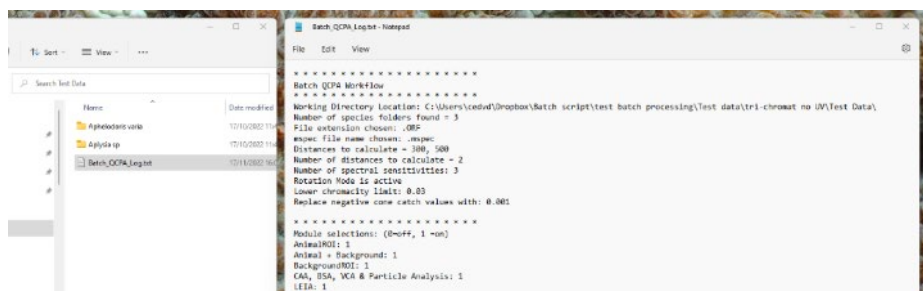 Batch_QCPA_Log.txt - Notepad
File Edit View
Sort View ...
Search Test Data
Name Date modified
Aphelodoris varia 17/10/2022
Aplysia sp 17/10/2022
Batch_QCPA_Log.txt 17/11/2022
* * * * * * * * * * * * * * * * * * * *
Batch QCPA Workflow
* * * * * * * * * * * * * * * * * * * *
Working Directory Location: C:\Users\cedvd\Dropbox\Batch script\test batch processing\Test data\tri-chromat no UV\Test Data\
Number of species folders found = 3
File extension chosen: .ORF
mspec file name chosen: .mspec
Distances to calculate = 300, 500
Number of distances to calculate = 2
Number of spectral sensitivities: 3
Rotation Mode is active
Lower chromacity limit: 0.03
Replace negative cone catch values with: 0.001
* * * * * * * * * * * * * * * * * * * *
Module selections: (0=off, 1 =on)
AnimalROI: 1
Animal + Background: 1
BackgroundROI: 1
CAA, BSA, VCA & Particle Analysis: 1
LEIA: 1